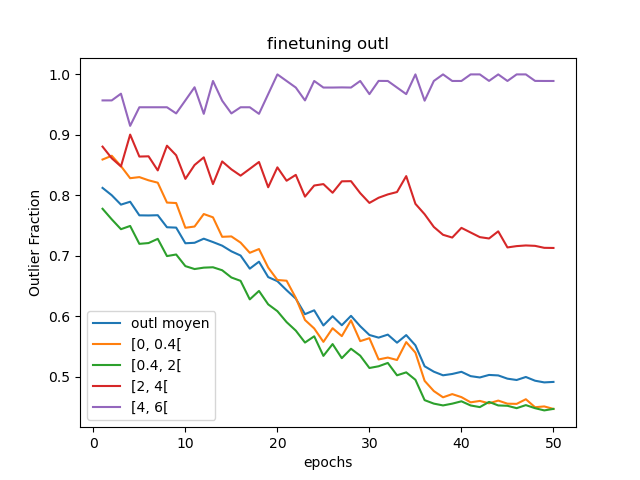 finetuning outl
1.0
0.9
0.8
0.7
0.6
0.5
Outlier Fraction
outl moyen
[0, 0.4[
[0.4, 2[
[2, 4[
[4, 6[
0 10 20 30 40 50
epochs